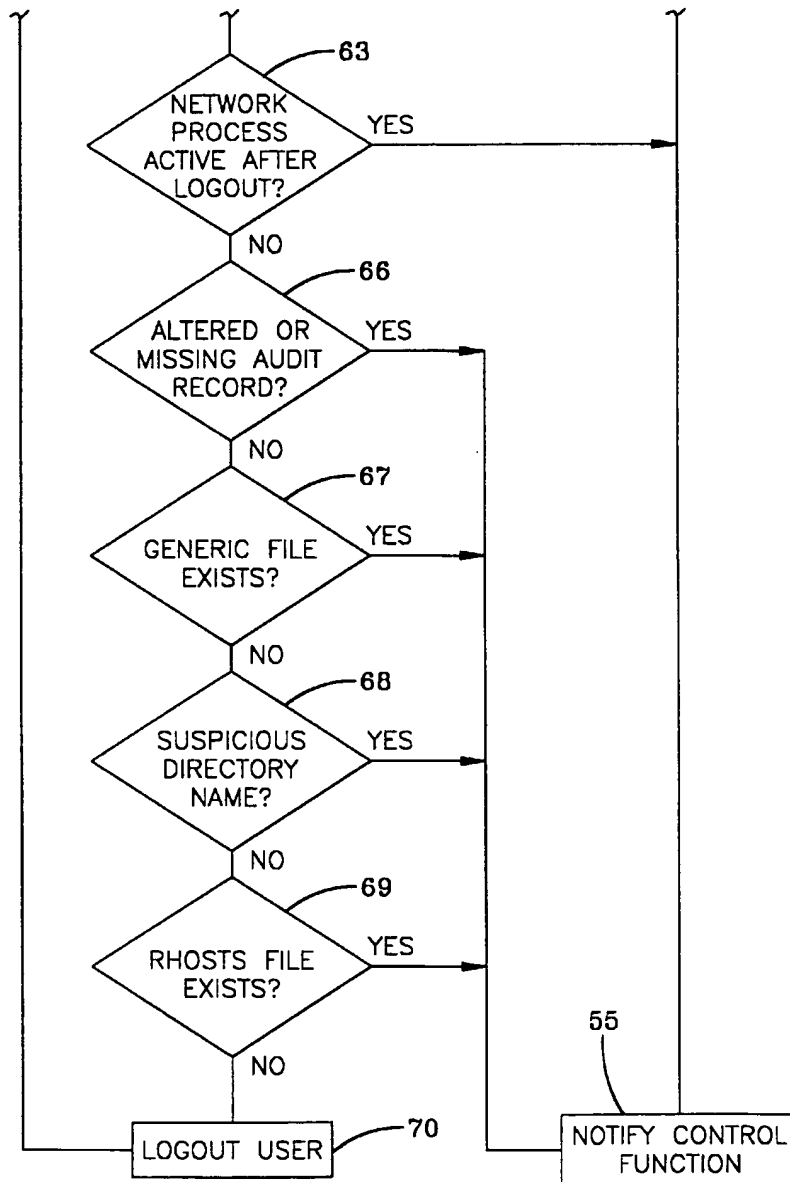 63
NETWORK
PROCESS
ACTIVE AFTER
LOGOUT?
YES
NO
66
ALTERED OR
MISSING AUDIT
RECORD?
YES
NO
67
GENERIC FILE
EXISTS?
YES
NO
68
SUSPICIOUS
DIRECTORY
NAME?
YES
NO
69
RHOSTS FILE
EXISTS?
YES
NO
55
LOGOUT USER
70
NOTIFY CONTROL
FUNCTION